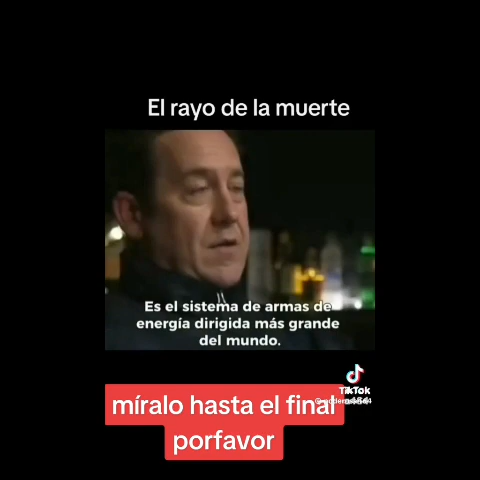 El rayo de la muerte
Es el sistema de armas de
energía dirigida más grande
del mundo.
TikTok
míralo hasta el final
porfavor